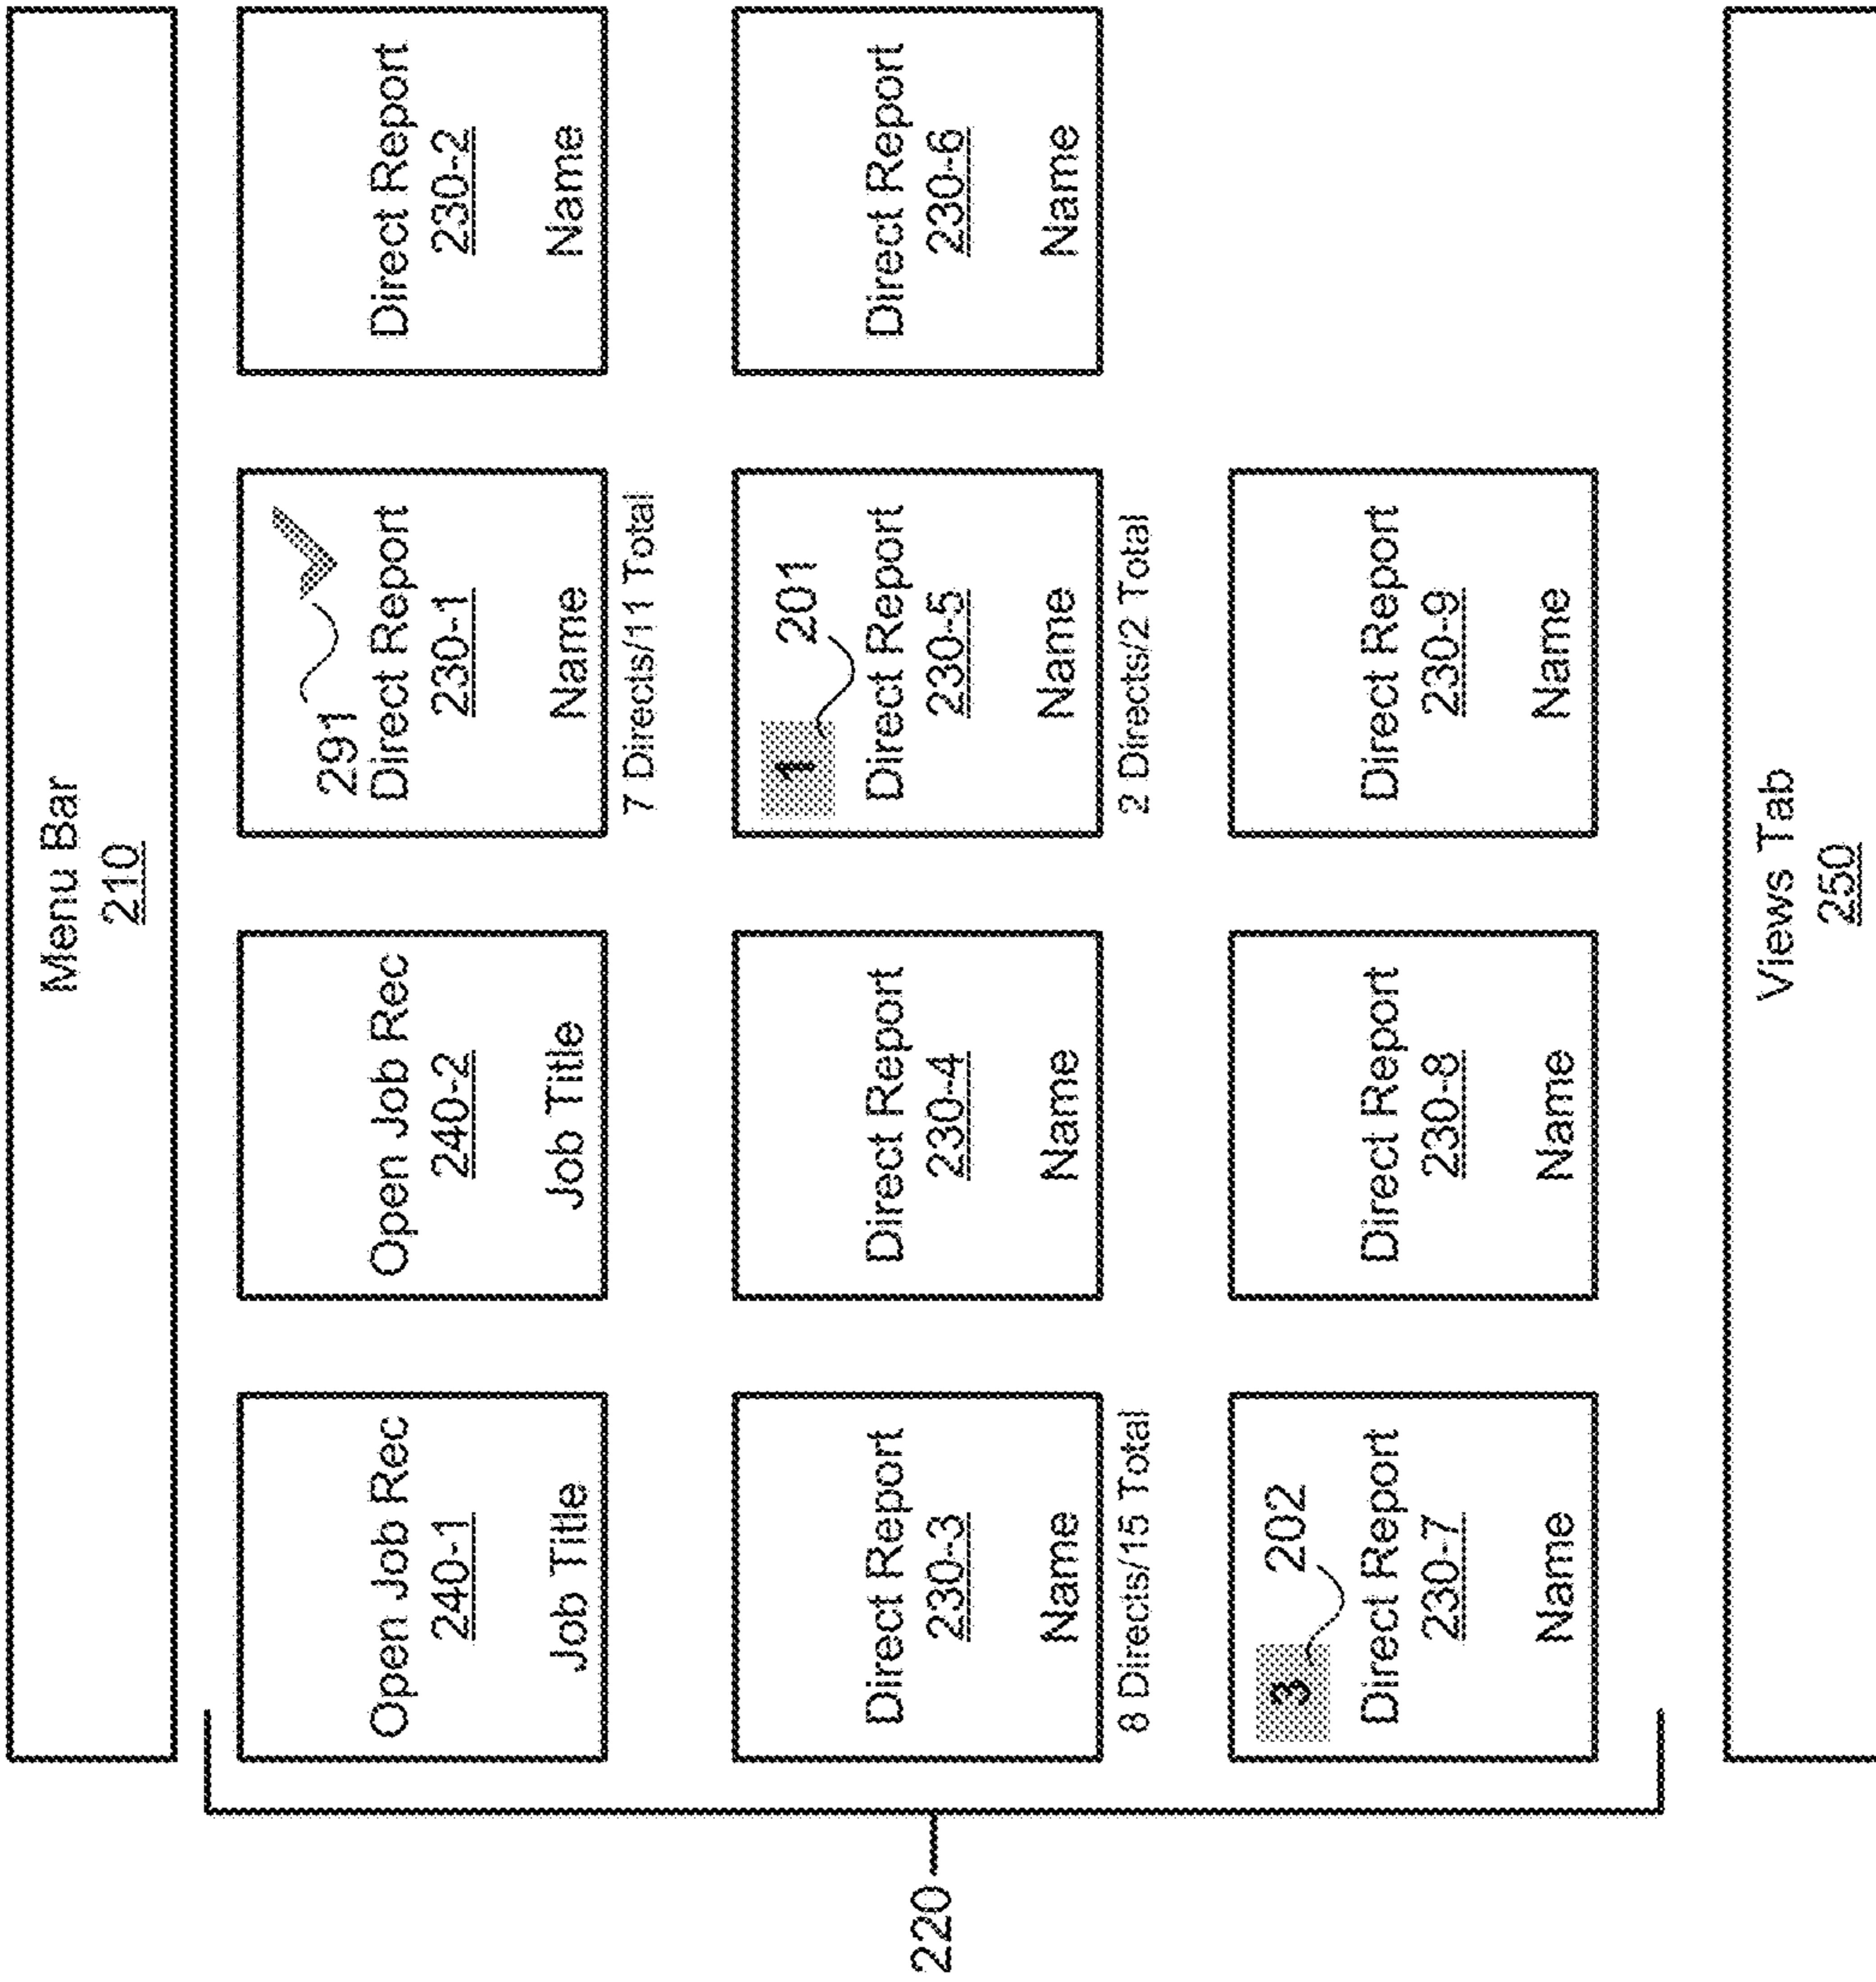 Menu Bar
210
220
Open Job Rec
240-1
Job Title
Open Job Rec
240-2
Job Title
291
Direct Report
230-1
Name
7 Directs/11 Total
Direct Report
230-2
Name
Direct Report
230-3
Name
8 Directs/15 Total
Direct Report
230-4
Name
1
201
Direct Report
230-5
Name
2 Directs/2 Total
Direct Report
230-6
Name
3
202
Direct Report
230-7
Name
Direct Report
230-8
Name
Direct Report
230-9
Name
Views Tab
250